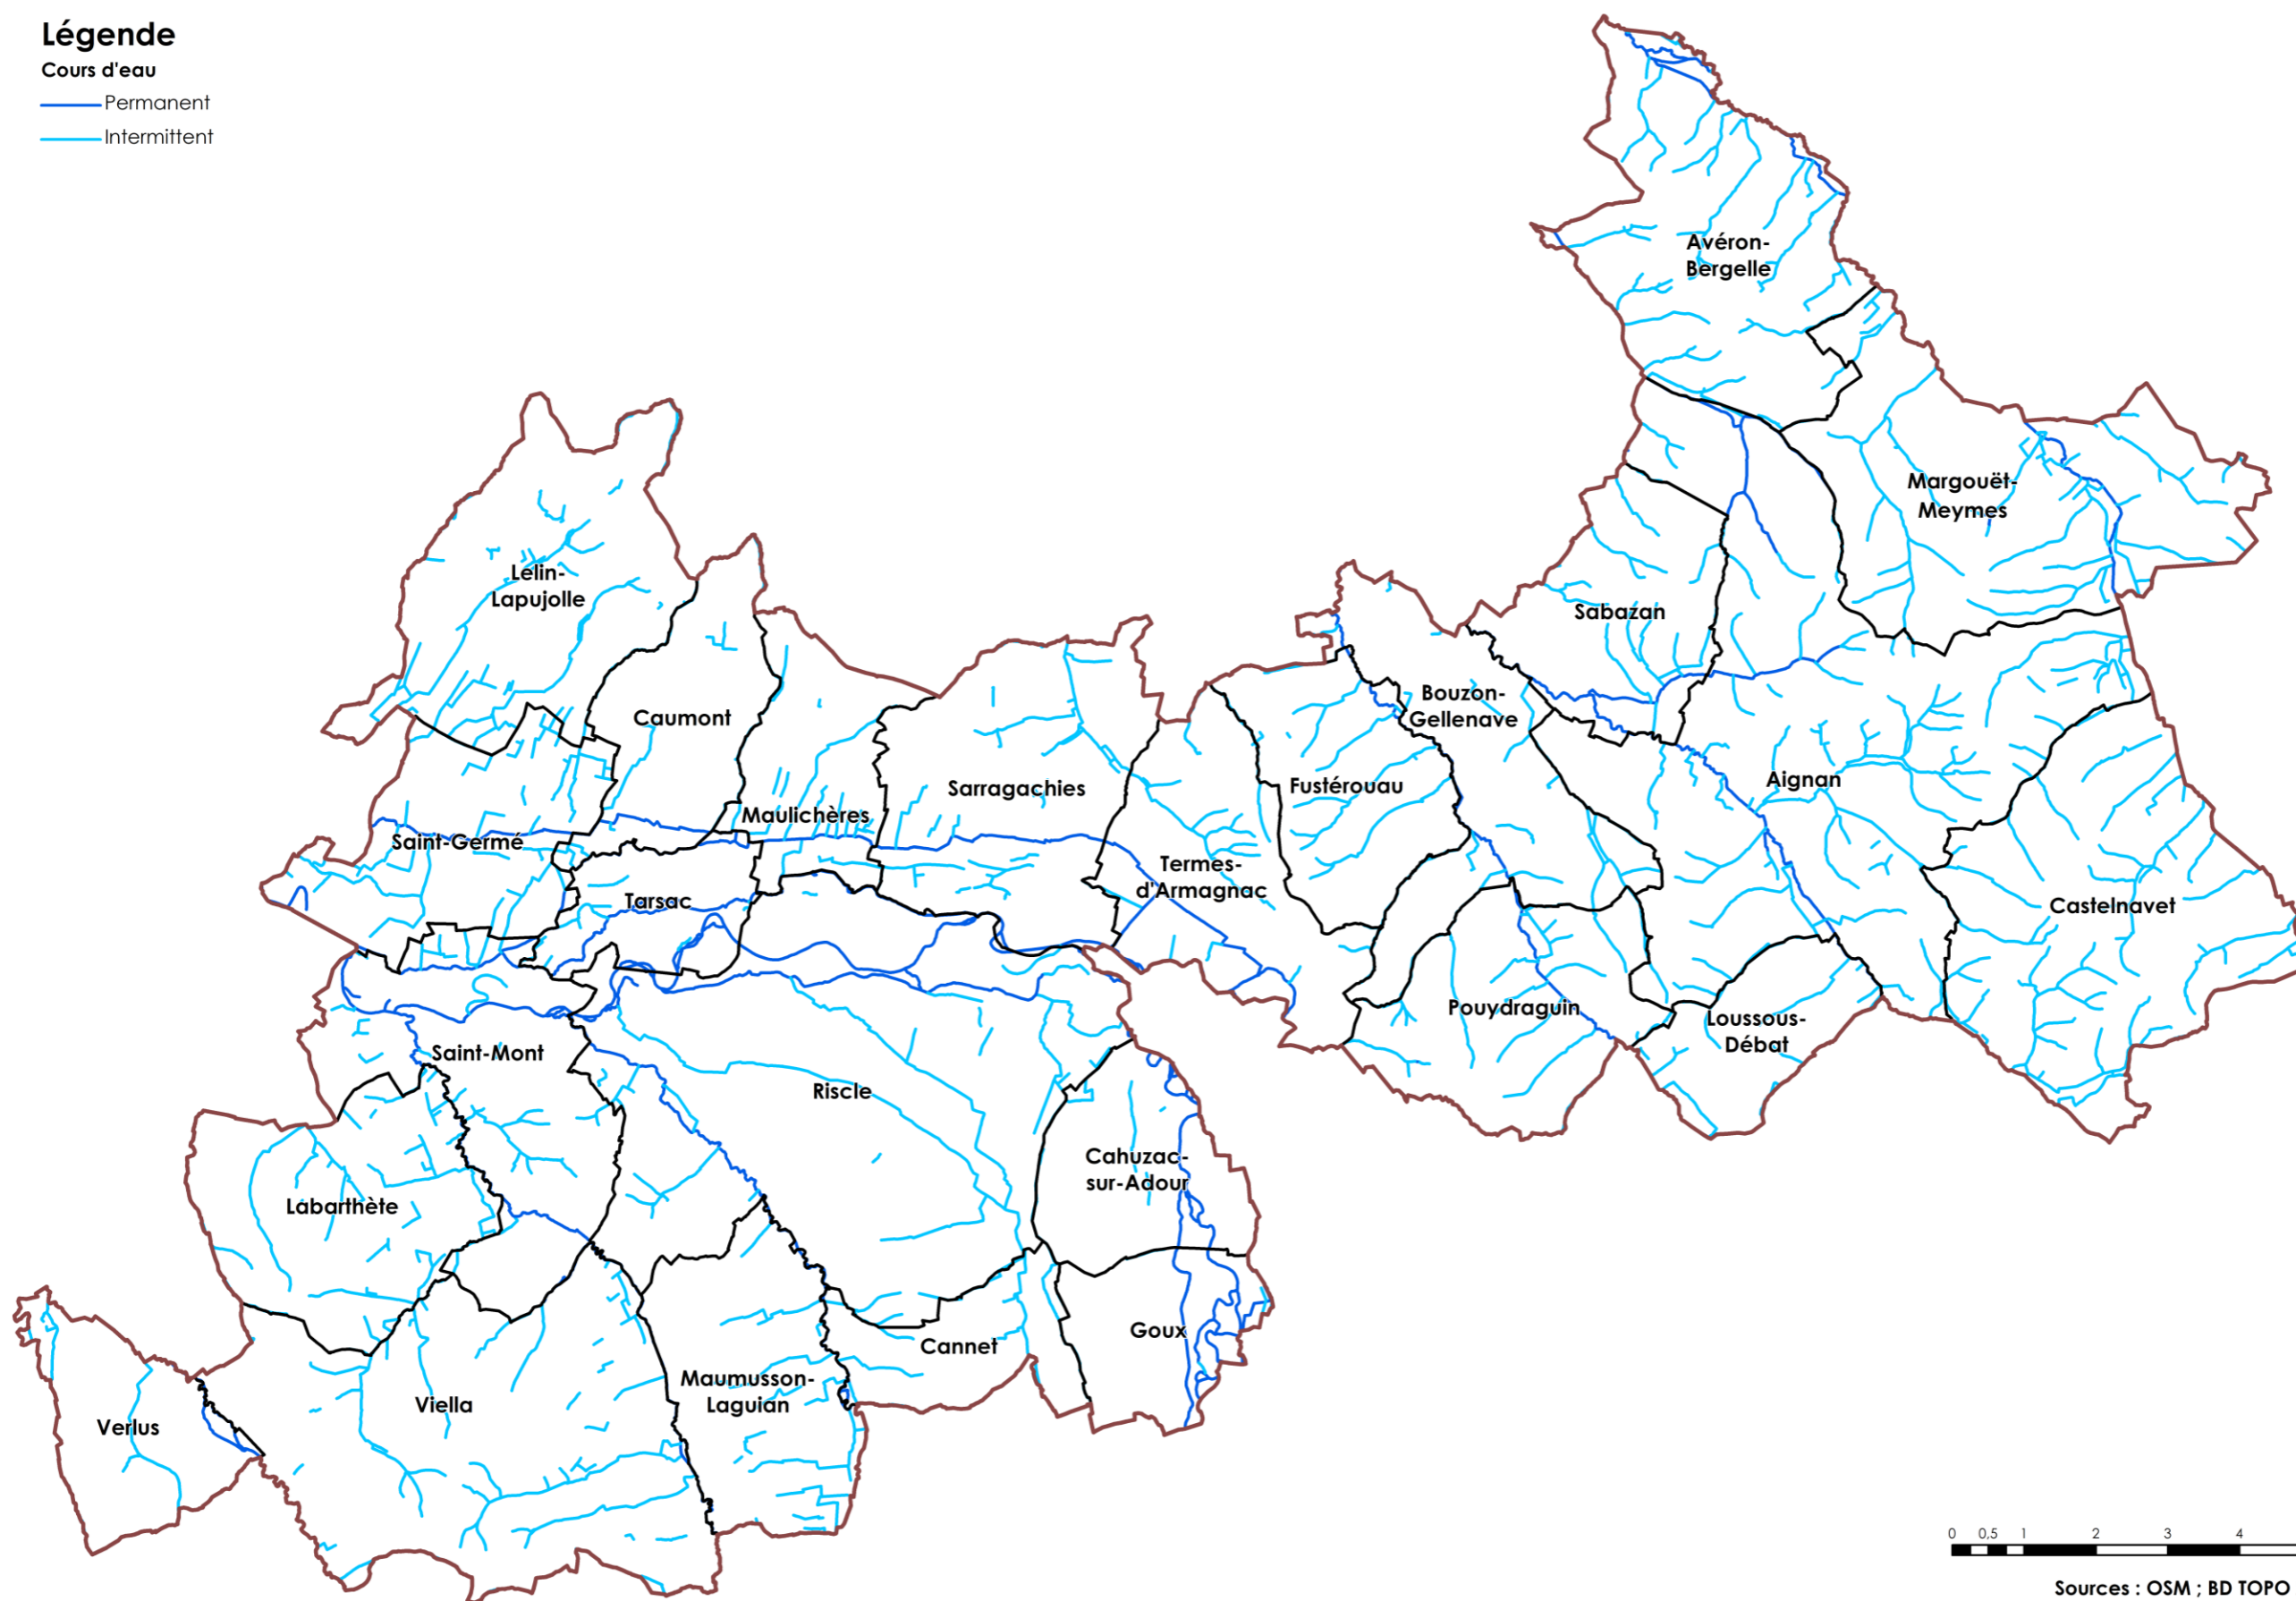 Légende
Cours d'eau
Permanent
Intermittent
Avéron-
Bergelle
Margouët-
Meymes
Lelin-
Lapujolle
Sabazan
Bouzon-
Gellenave
Caumont
Aignan
Fustérouau
Sarragachies
Maulichères
Saint-Germé
Termes-
d'Armagnac
Tarsac
Castelnavet
Pouydraguin
Loussous-
Débat
Saint-Mont
Riscle
Cahuzac-
sur-Adour
Labarthète
Goux
Cannet
Maumusson-
Laguian
Viella
Verlus
0 0,5 1 2 3 4
Sources : OSM ; BD TOPO